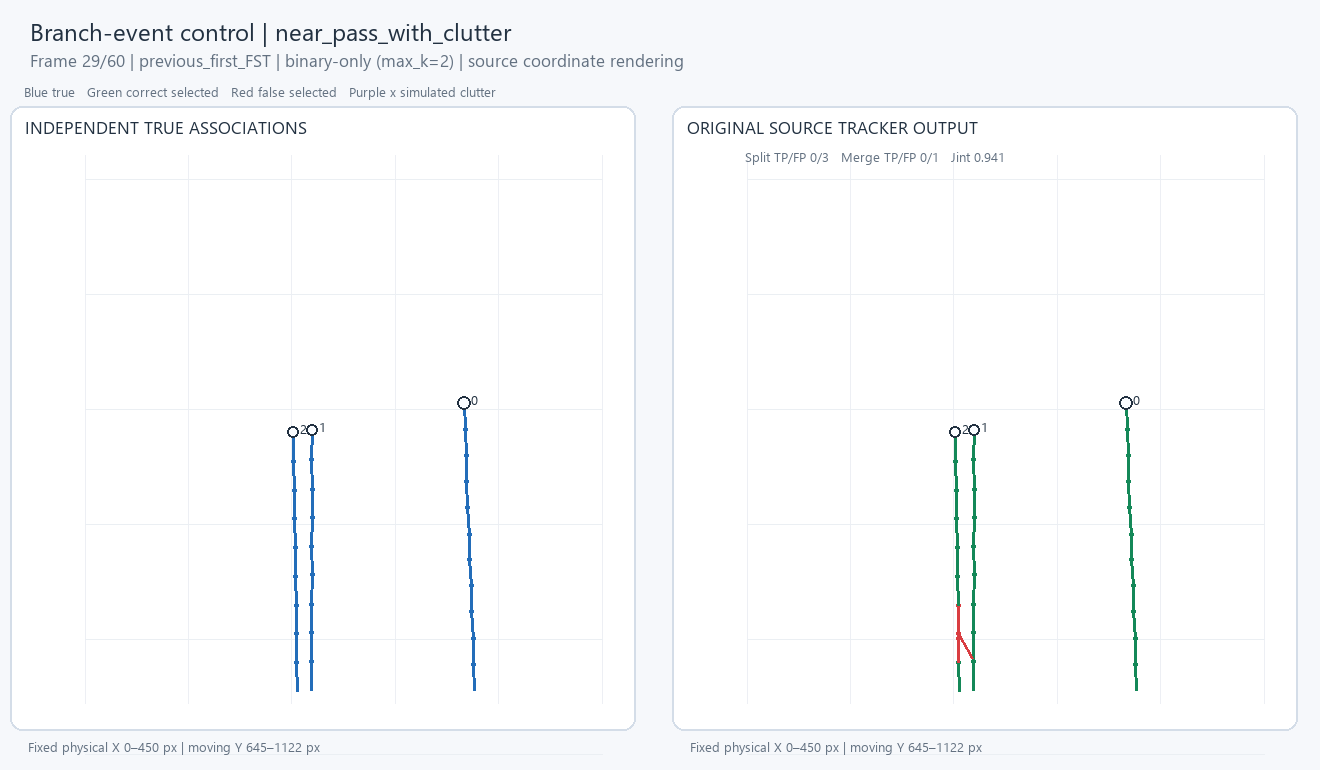 Branch-event control | near_pass_with_clutter
Frame 29/60 | previous_first_FST | binary-only (max_k=2) | source coordinate rendering
Blue true Green correct selected Red false selected Purple x simulated clutter
INDEPENDENT TRUE ASSOCIATIONS
0
2 1
Fixed physical X 0–450 px | moving Y 645–1122 px
ORIGINAL SOURCE TRACKER OUTPUT
Split TP/FP 0/3 Merge TP/FP 0/1 Jint 0.941
0
2 1
Fixed physical X 0–450 px | moving Y 645–1122 px